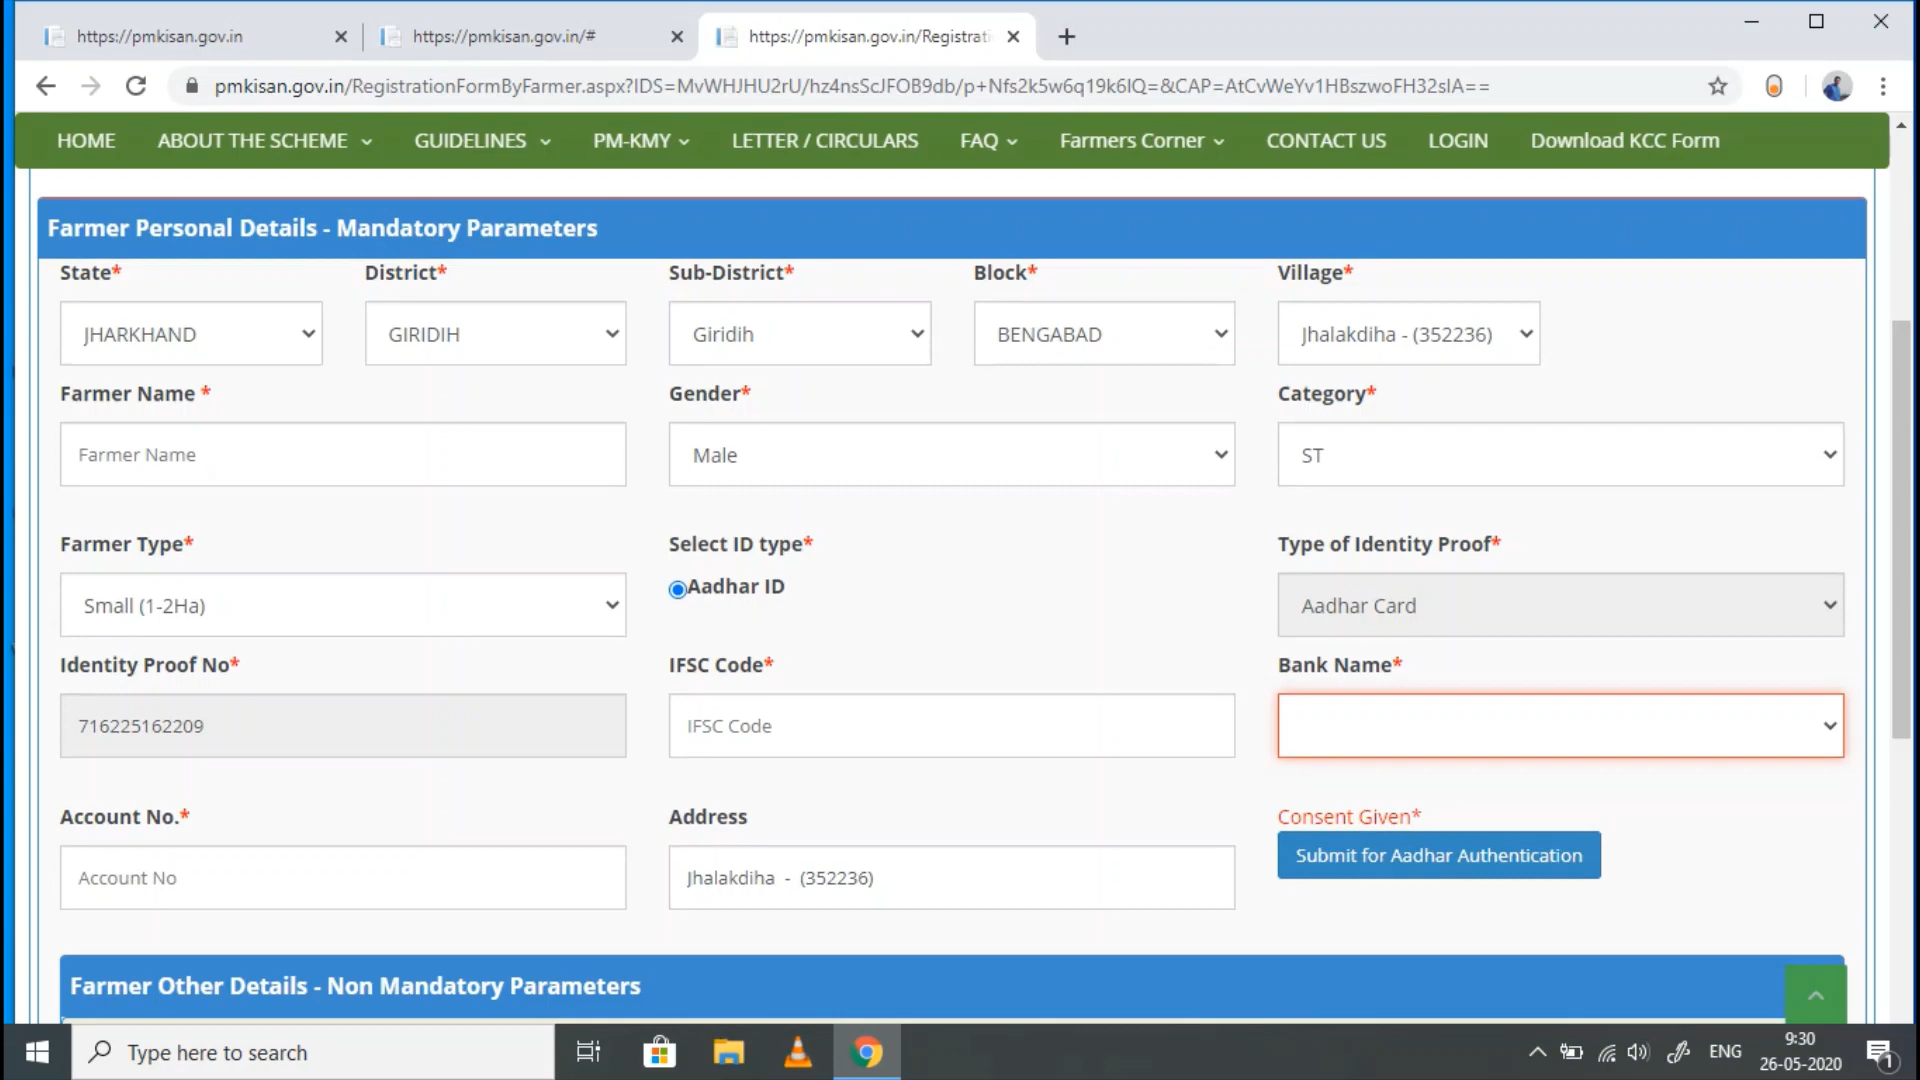 https://pmkisan.gov.in
https://pmkisan.gov.in/#
https://pmkisan.gov.in/Registrati
pmkisan.gov.in/RegistrationFormByFarmer.aspx?IDS=MvWHJHU2rU/hz4nsScJFOB9db/p+Nfs2k5w6q19k6IQ=&CAP=AtCvWeYv1HBszwoFH32sIA==
HOME ABOUT THE SCHEME GUIDELINES PM-KMY LETTER / CIRCULARS FAQ Farmers Corner CONTACT US LOGIN Download KCC Form
Farmer Personal Details - Mandatory Parameters
State* District* Sub-District* Block* Village*
JHARKHAND GIRIDIH Giridih BENGABAD Jhalakdiha - (352236)
Farmer Name * Gender* Category*
Farmer Name Male ST
Farmer Type* Select ID type* Type of Identity Proof*
Small (1-2Ha) Aadhar ID Aadhar Card
Identity Proof No* IFSC Code* Bank Name*
716225162209 IFSC Code
Account No.* Address Consent Given*
Account No Jhalakdiha - (352236) Submit for Aadhar Authentication
Farmer Other Details - Non Mandatory Parameters
Type here to search
ENG
9:30
26-05-2020
1